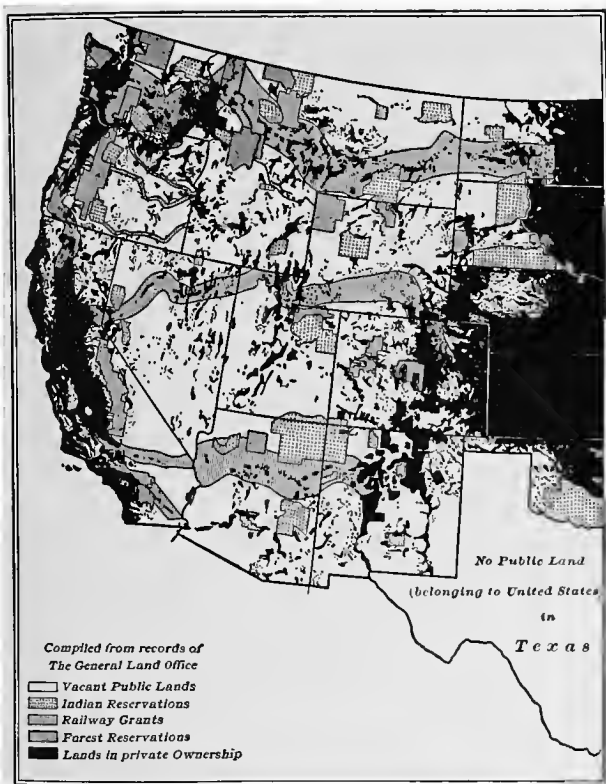 No Public Land
(belonging to United States
in
Texas
Compiled from records of
The General Land Office
Vacant Public Lands
Indian Reservations
Railway Grants
Forest Reservations
Lands in private Ownership